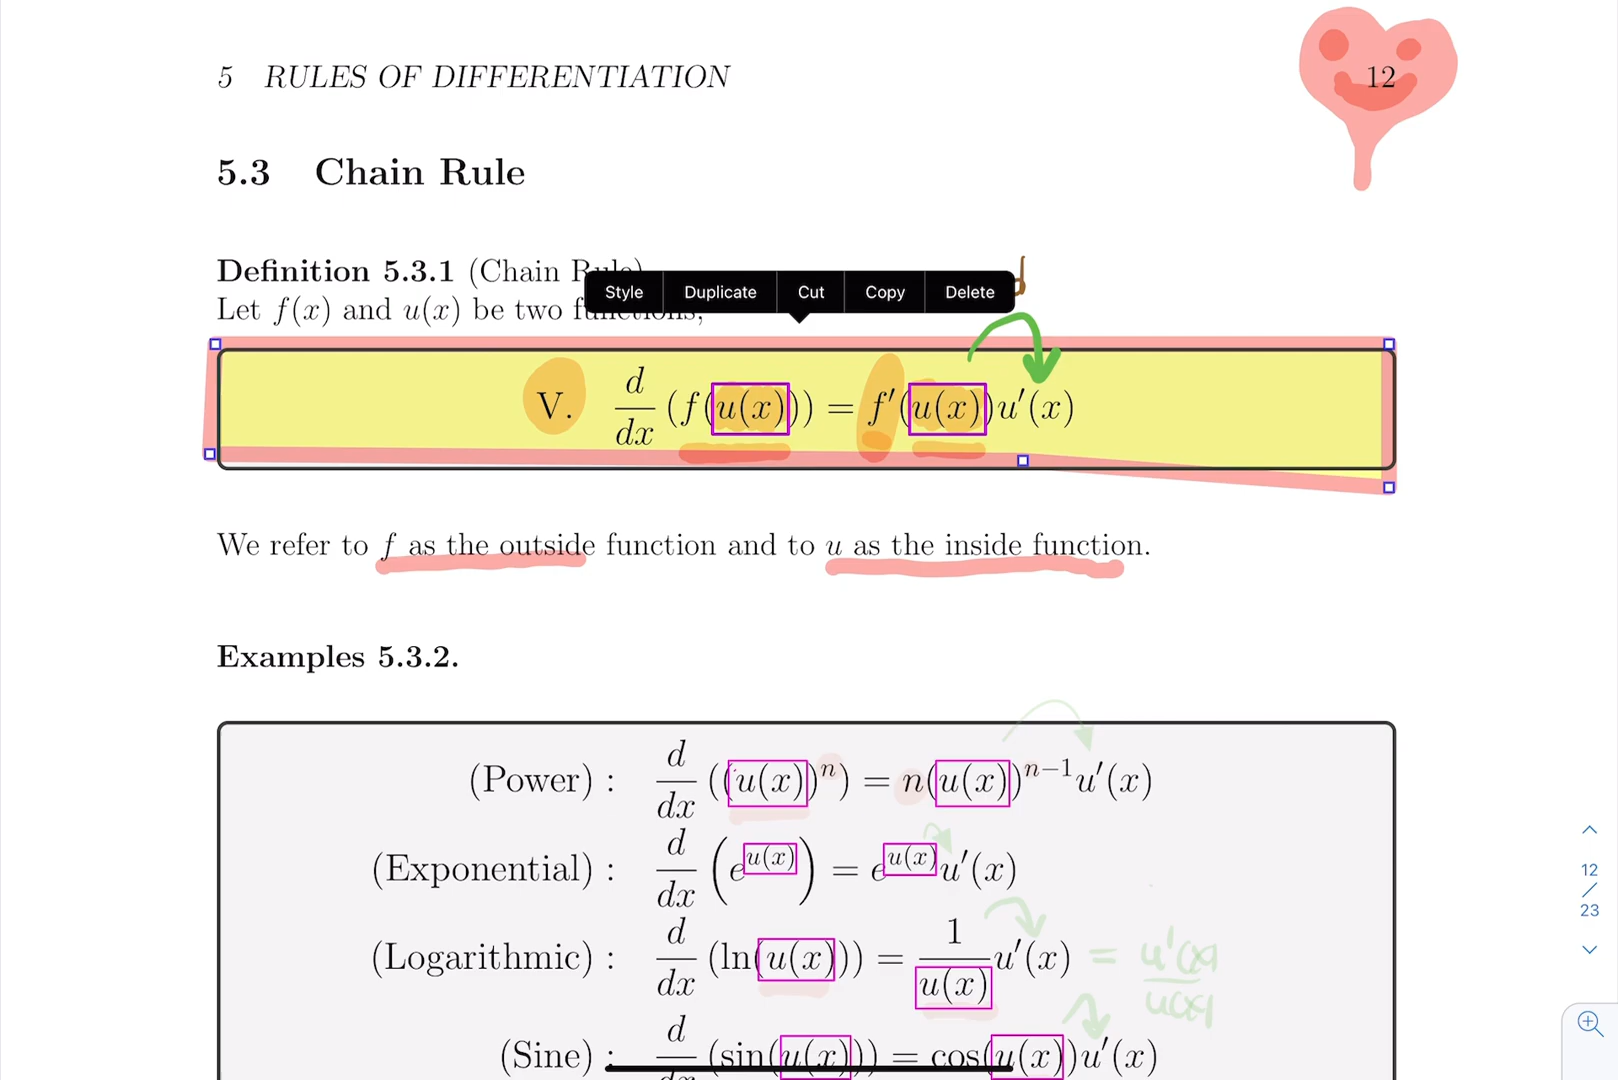 5 RULES OF DIFFERENTIATION 12
5.3 Chain Rule
Definition 5.3.1 (Chain Rule)
Style Duplicate Cut Copy Delete
Let f(x) and u(x) be two functions,
V. d/dx (f(u(x))) = f′(u(x))u′(x)
We refer to f as the outside function and to u as the inside function.
Examples 5.3.2.
(Power) : d/dx ((u(x))ⁿ) = n(u(x))ⁿ⁻¹u′(x)
(Exponential) : d/dx (e^{u(x)}) = e^{u(x)}u′(x)
(Logarithmic) : d/dx (ln(u(x))) = 1/u(x) u′(x) = u'(x)/u(x)
(Sine) : d/dx (sin(u(x))) = cos(u(x))u′(x)
12
/
23